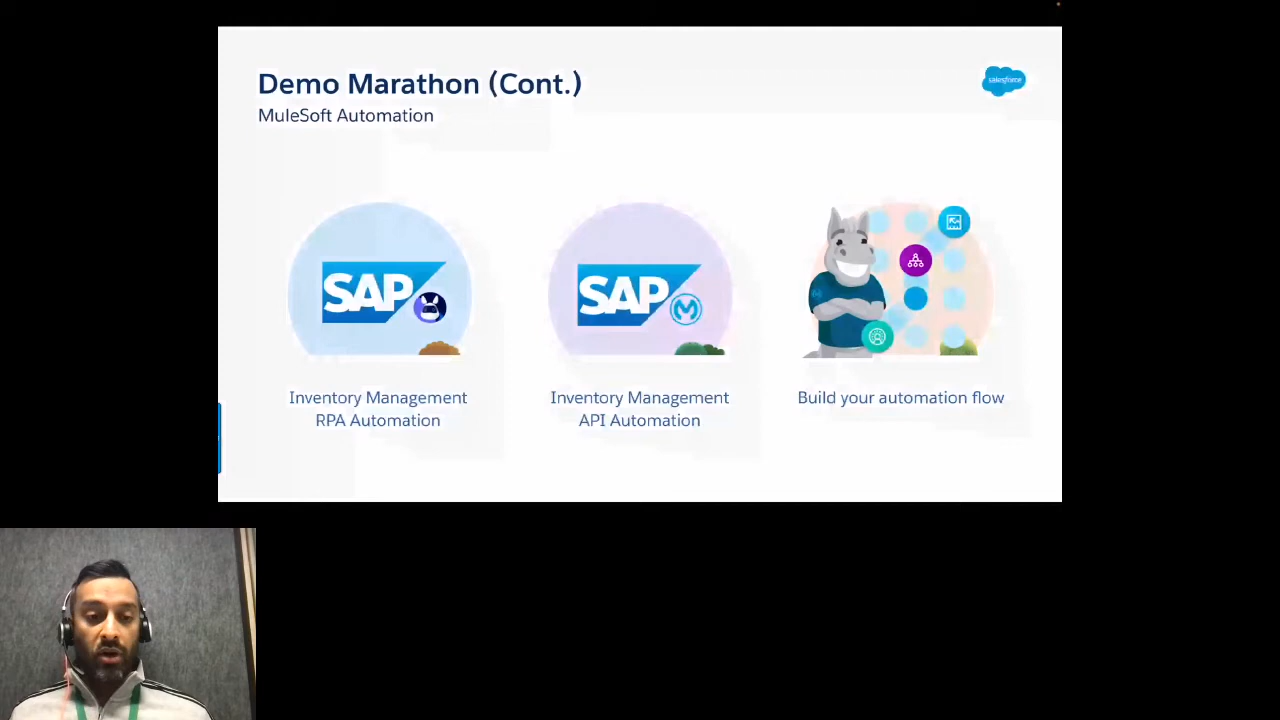 Demo Marathon (Cont.)
salesforce
MuleSoft Automation
SAP
SAP
Inventory Management
RPA Automation
Inventory Management
API Automation
Build your automation flow